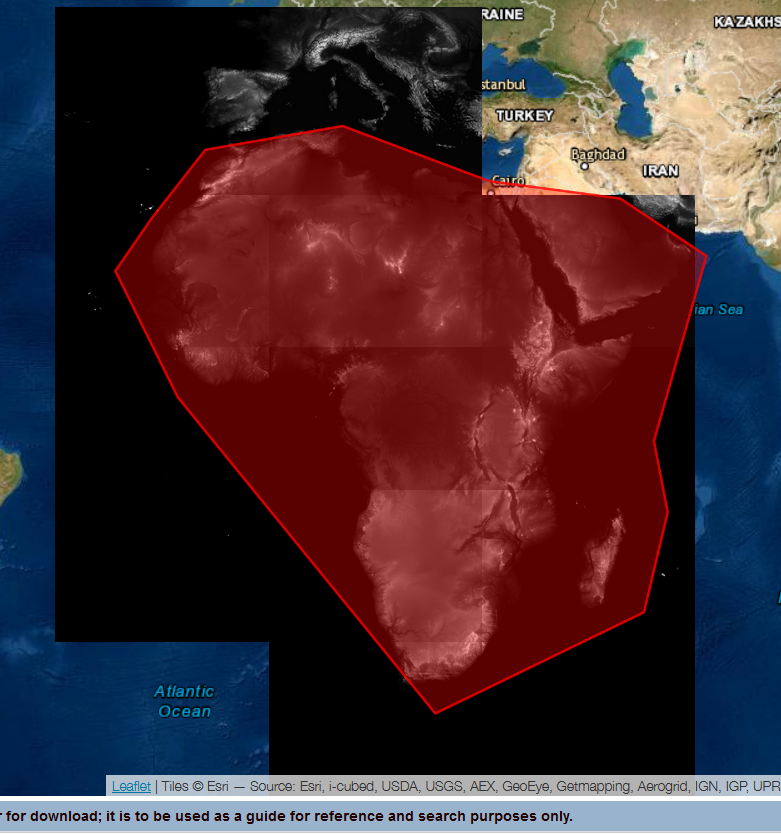 RAINE
KAZAKHS
stanbul
TURKEY
Baghdad
IRAN
Cairo
ian Sea
Atlantic
Ocean
Leaflet | Tiles © Esri — Source: Esri, i-cubed, USDA, USGS, AEX, GeoEye, Getmapping, Aerogrid, IGN, IGP, UPR
r for download; it is to be used as a guide for reference and search purposes only.